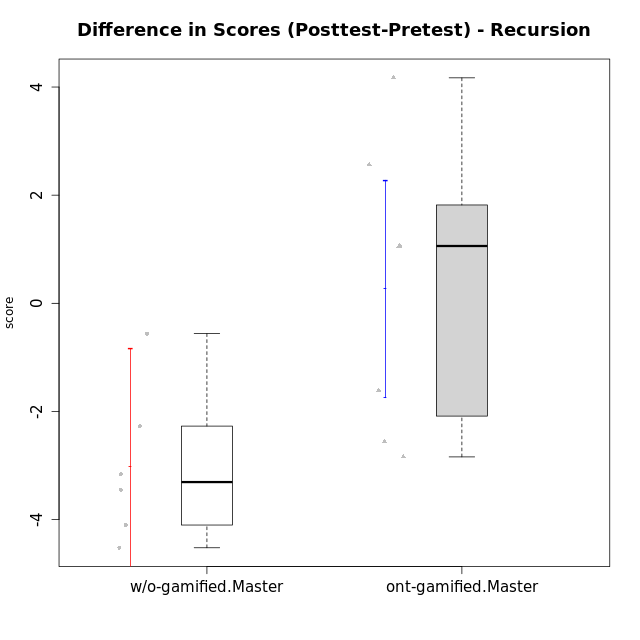 Difference in Scores (Posttest-Pretest) - Recursion
4
2
0
-2
-4
score
w/o-gamified.Master
ont-gamified.Master